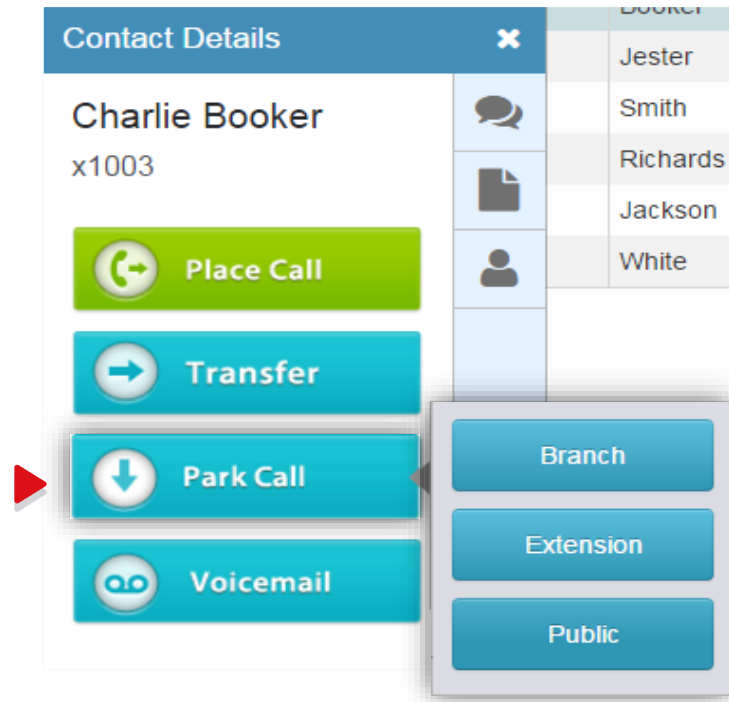 Contact Details
Charlie Booker
x1003
Place Call
Transfer
Park Call
Voicemail
Branch
Extension
Public
Booker
Jester
Smith
Richards
Jackson
White